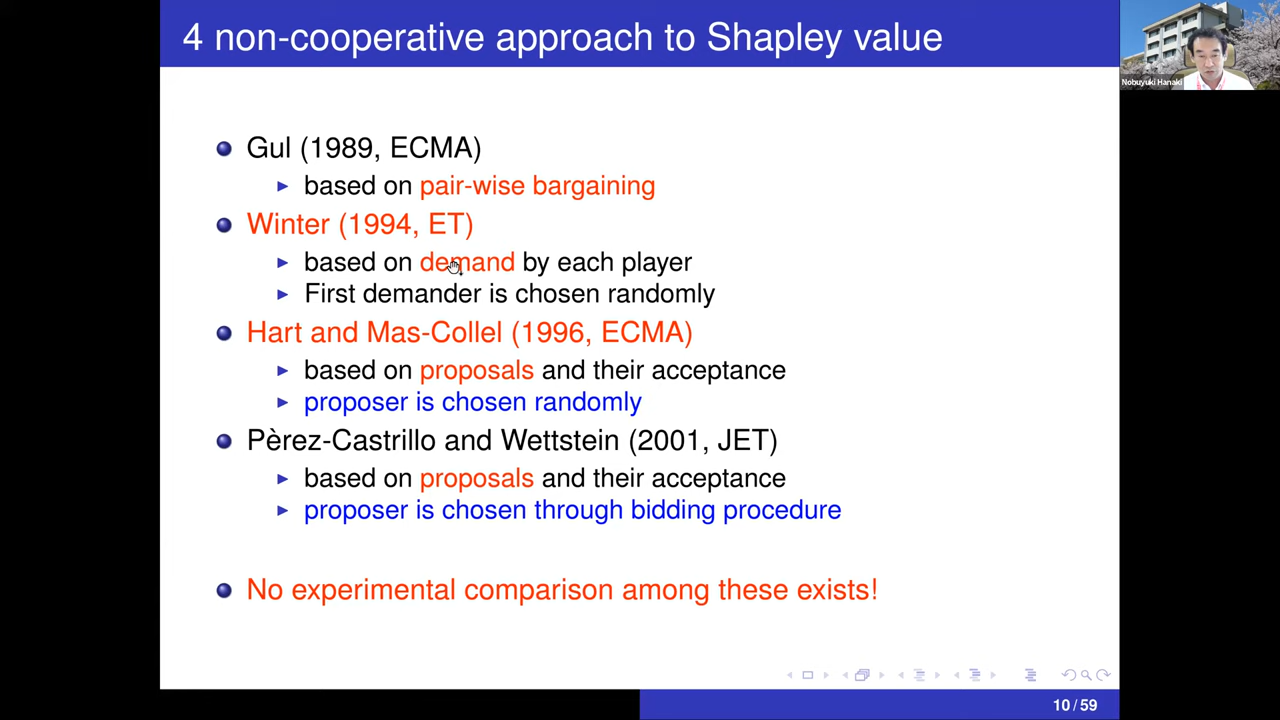 4 non-cooperative approach to Shapley value
Nobuyuki Hanaki
Gul (1989, ECMA)
based on pair-wise bargaining
Winter (1994, ET)
based on demand by each player
First demander is chosen randomly
Hart and Mas-Collel (1996, ECMA)
based on proposals and their acceptance
proposer is chosen randomly
Pèrez-Castrillo and Wettstein (2001, JET)
based on proposals and their acceptance
proposer is chosen through bidding procedure
No experimental comparison among these exists!
10 / 59